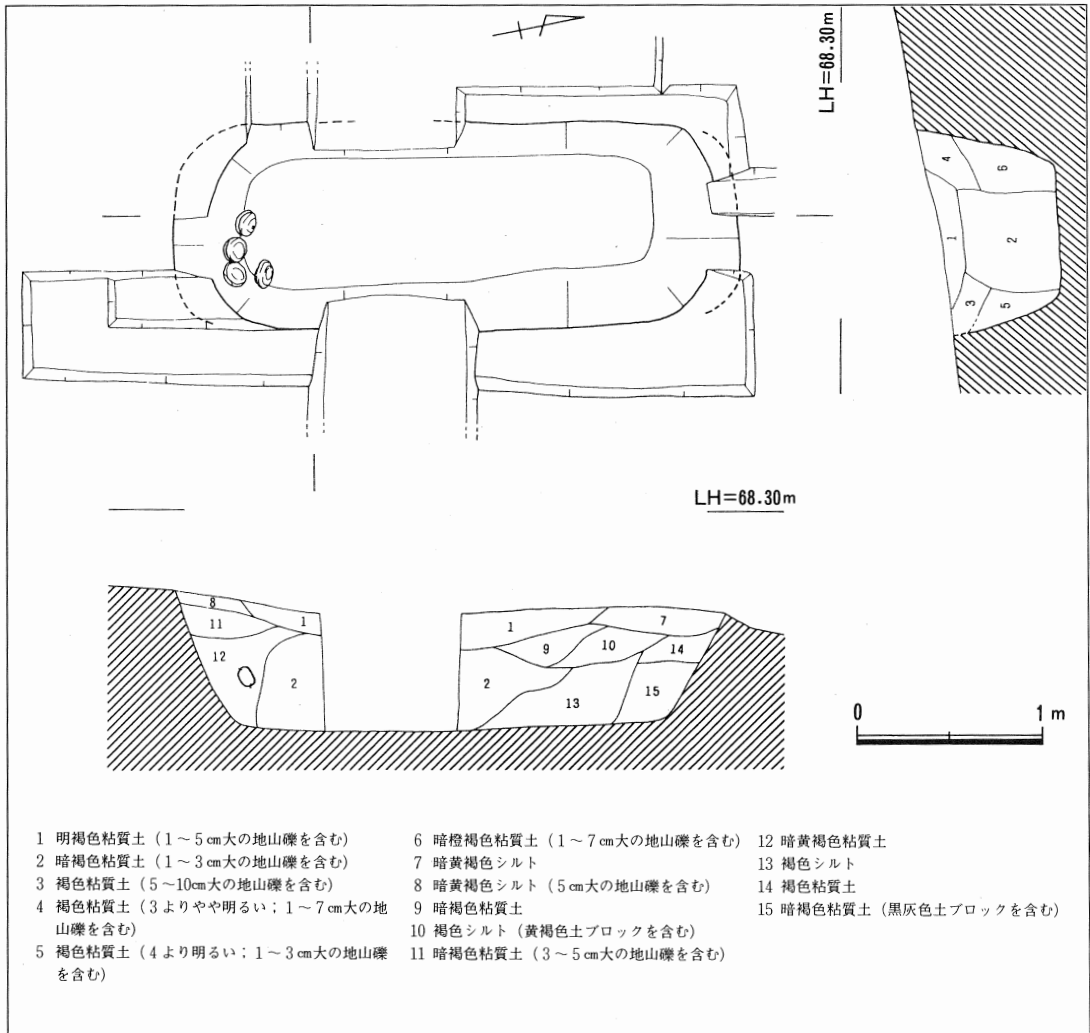 LH=68.30m
4
6
1
2
3
5
LH=68.30m
8
1
11
12
2
1
7
9
10
14
2
13
15
0 1 m
1 明褐色粘質土（1～5cm大の地山礫を含む）
2 暗褐色粘質土（1～3cm大の地山礫を含む）
3 褐色粘質土（5～10cm大の地山礫を含む）
4 褐色粘質土（3よりやや明るい；1～7cm大の地
山礫を含む）
5 褐色粘質土（4より明るい；1～3cm大の地山礫
を含む）
6 暗橙褐色粘質土（1～7cm大の地山礫を含む）
7 暗黄褐色シルト
8 暗黄褐色シルト（5cm大の地山礫を含む）
9 暗褐色粘質土
10 褐色シルト（黄褐色土ブロックを含む）
11 暗褐色粘質土（3～5cm大の地山礫を含む）
12 暗黄褐色粘質土
13 褐色シルト
14 褐色粘質土
15 暗褐色粘質土（黒灰色土ブロックを含む）